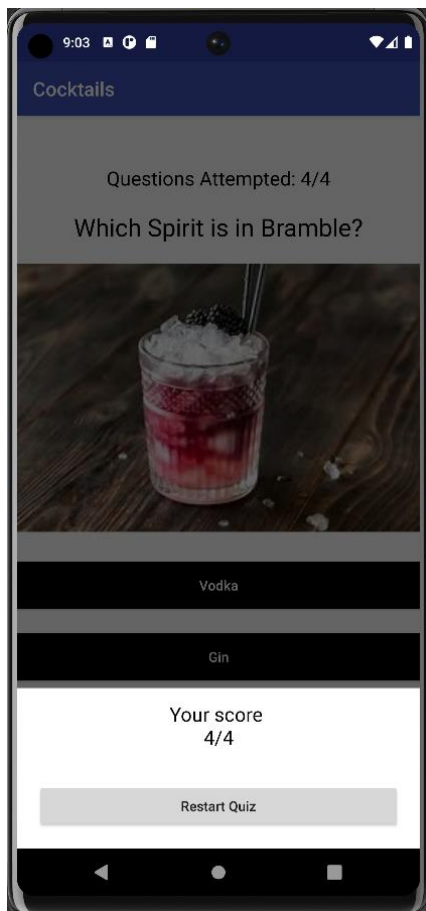 9:03
Cocktails
Questions Attempted: 4/4
Which Spirit is in Bramble?
Vodka
Gin
Your score
4/4
Restart Quiz